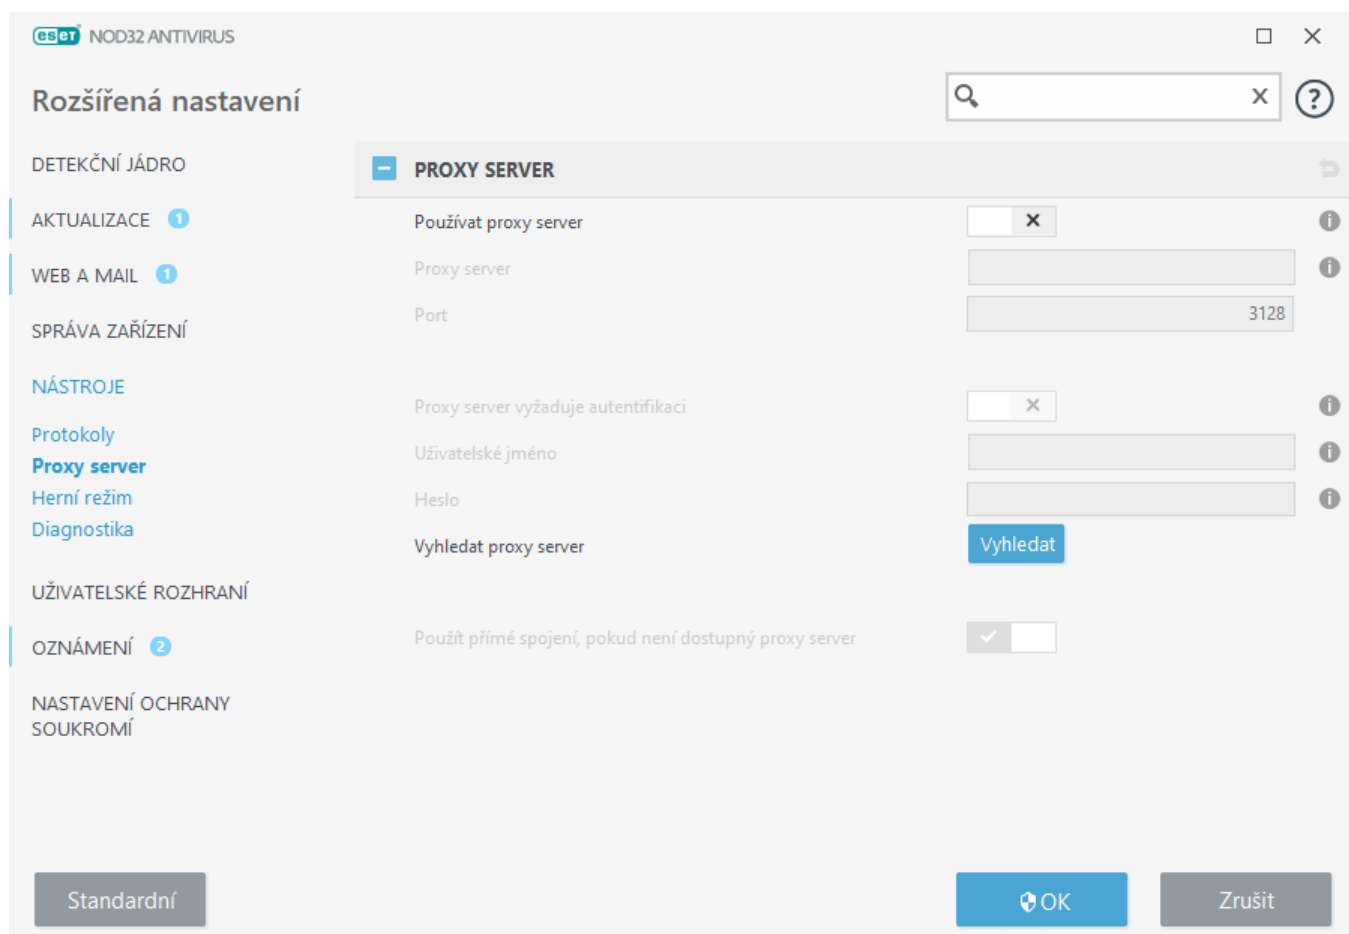 eseT NOD32 ANTIVIRUS
Rozšířená nastavení
X
?
DETEKČNÍ JÁDRO
AKTUALIZACE 1
WEB A MAIL 1
SPRÁVA ZAŘÍZENÍ
NÁSTROJE
Protokoly
Proxy server
Herní režim
Diagnostika
UŽIVATELSKÉ ROZHRANÍ
OZNÁMENÍ 2
NASTAVENÍ OCHRANY
SOUKROMÍ
PROXY SERVER
Používat proxy server
Proxy server
Port 3128
Proxy server vyžaduje autentifikaci
Uživatelské jméno
Heslo
Vyhledat proxy server Vyhledat
Použít přímé spojení, pokud není dostupný proxy server
Standardní
OK
Zrušit